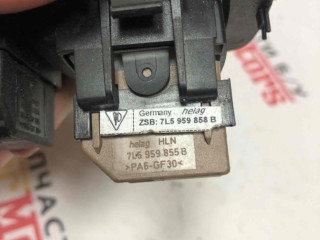 Germany helag
ZSB: 7L5 959 858 B
helag HLN
7L5 959 855 B
>PA6-GF30<